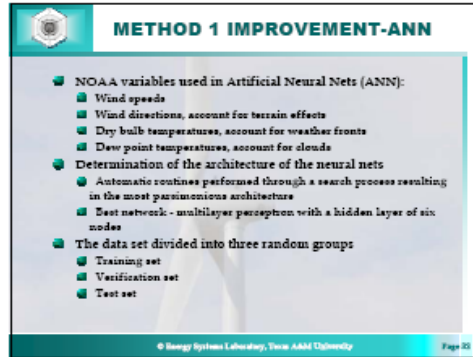 METHOD 1 IMPROVEMENT-ANN
NOAA variables used in Artificial Neural Nets (ANN):
Wind speeds
Wind directions, account for terrain effects
Dry bulb temperatures, account for weather fronts
Dew point temperatures, account for clouds
Determination of the architecture of the neural nets
Automatic routines performed through a search process resulting
in the most parsimonious architecture
Best network - multilayer perceptron with a hidden layer of six
nodes
The data set divided into three random groups
Training set
Verification set
Test set
© Energy Systems Laboratory, Texas A&M University
Page 35